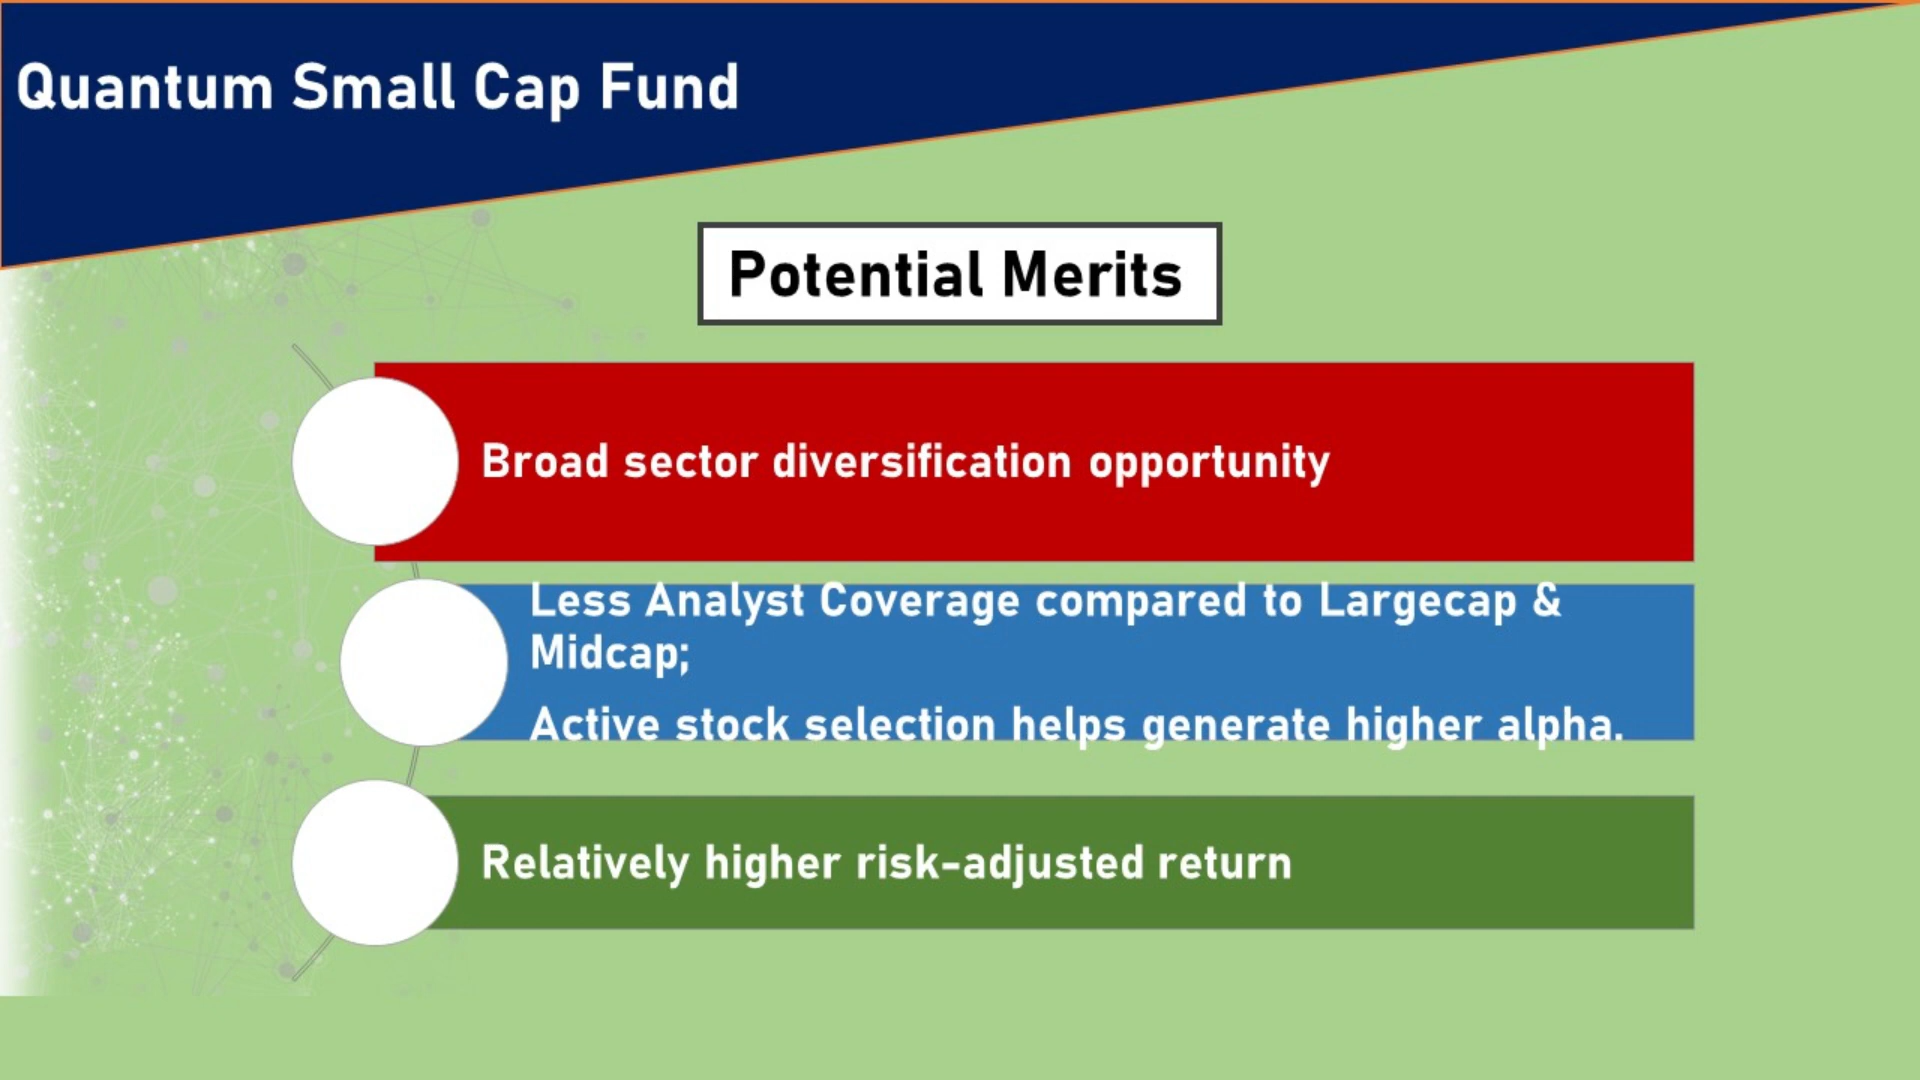 Quantum Small Cap Fund
Potential Merits
Broad sector diversification opportunity
Less Analyst Coverage compared to Largecap &
Midcap;
Active stock selection helps generate higher alpha.
Relatively higher risk-adjusted return